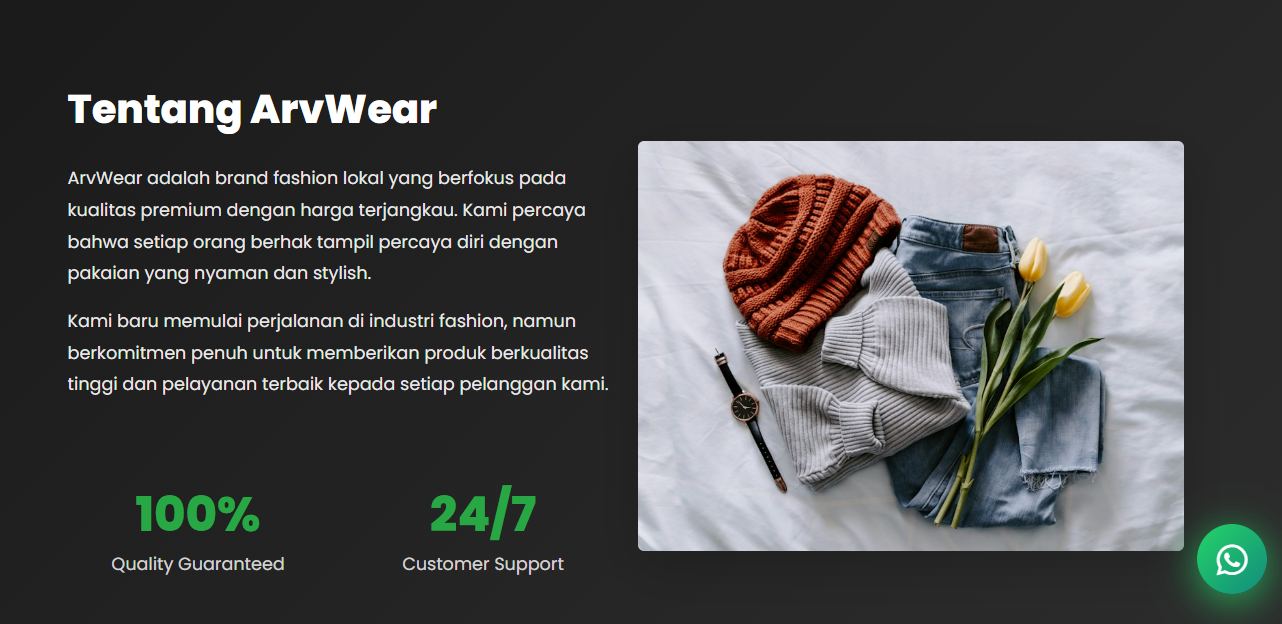 Tentang ArvWear
ArvWear adalah brand fashion lokal yang berfokus pada
kualitas premium dengan harga terjangkau. Kami percaya
bahwa setiap orang berhak tampil percaya diri dengan
pakaian yang nyaman dan stylish.
Kami baru memulai perjalanan di industri fashion, namun
berkomitmen penuh untuk memberikan produk berkualitas
tinggi dan pelayanan terbaik kepada setiap pelanggan kami.
100%
Quality Guaranteed
24/7
Customer Support